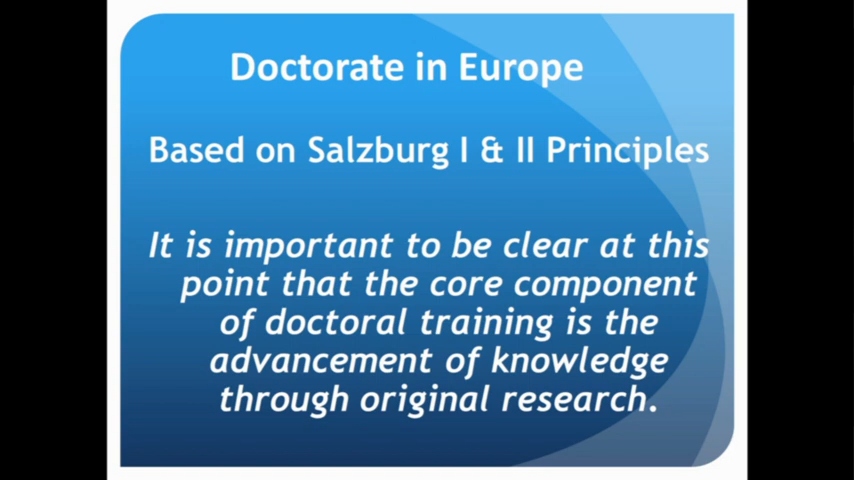 Doctorate in Europe
Based on Salzburg I & II Principles
It is important to be clear at this
point that the core component
of doctoral training is the
advancement of knowledge
through original research.